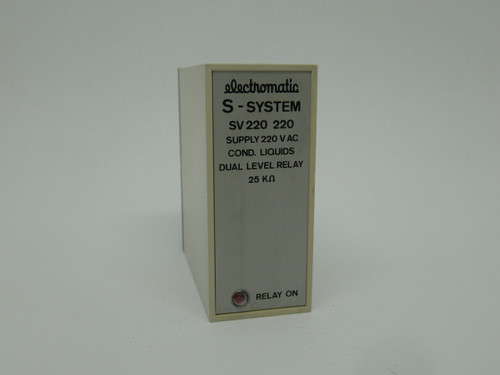 electromatic
S-SYSTEM
SV 220 220
SUPPLY 220 V AC
COND. LIQUIDS
DUAL LEVEL RELAY
25 KΩ
RELAY ON